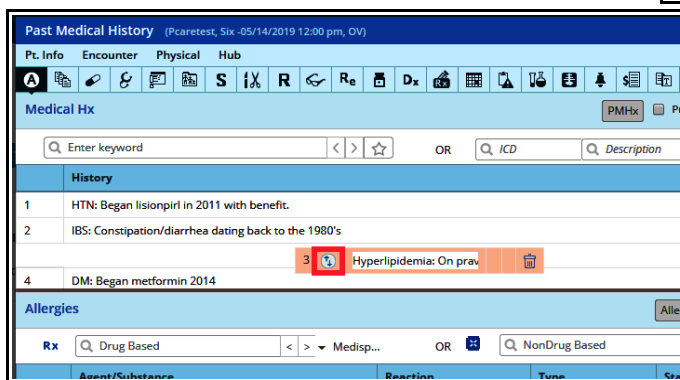 Past Medical History (Pcaretest, Six -05/14/2019 12:00 pm, OV)
Pt. Info Encounter Physical Hub
A S R Re Dx Rx $
Medical Hx PMHx
Enter keyword < > OR ICD Description
History
1 HTN: Began lisionpirl in 2011 with benefit.
2 IBS: Constipation/diarrhea dating back to the 1980's
3 Hyperlipidemia: On prav
4 DM: Began metformin 2014
Allergies Alle
Rx Drug Based < > Medisp... OR NonDrug Based
Agent/Substance Reaction Type Sta